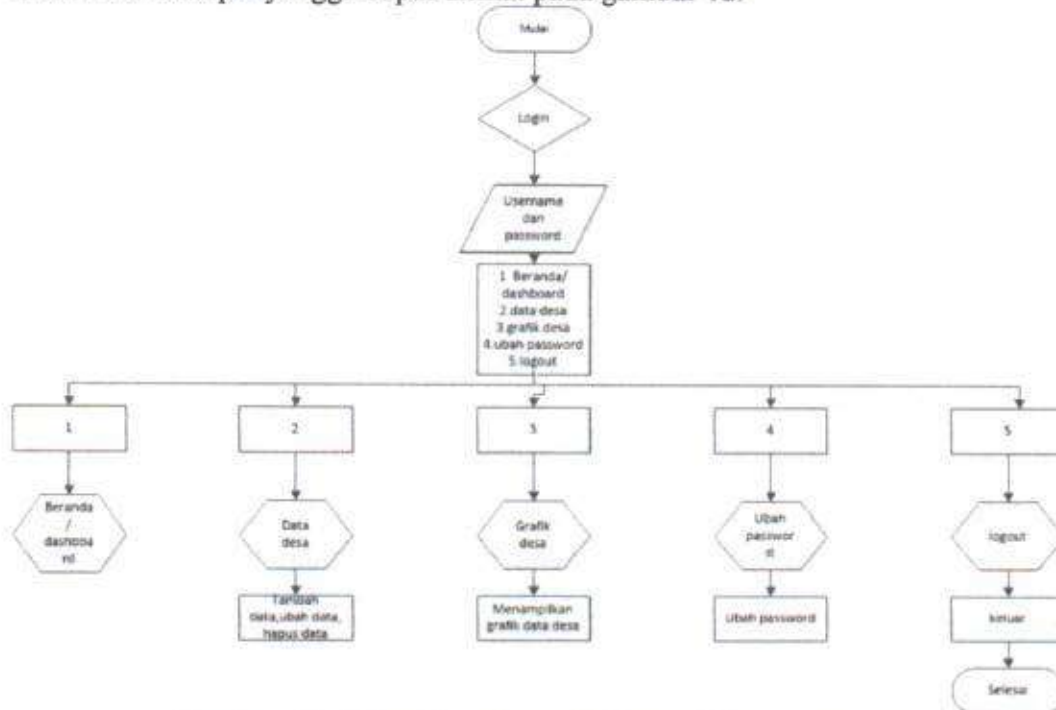 Mulai
Login
Username
dan
password
1 Beranda/
dashboard
2.data desa
3.grafik desa
4.ubah password
5.logout
1
2
3
4
5
Beranda
/
dashboa
rd
Data
desa
Grafik
desa
Ubah
passwor
d
logout
Tambah
data,ubah data,
hapus data
Menampilkan
grafik data desa
Ubah password
keluar
Selesai